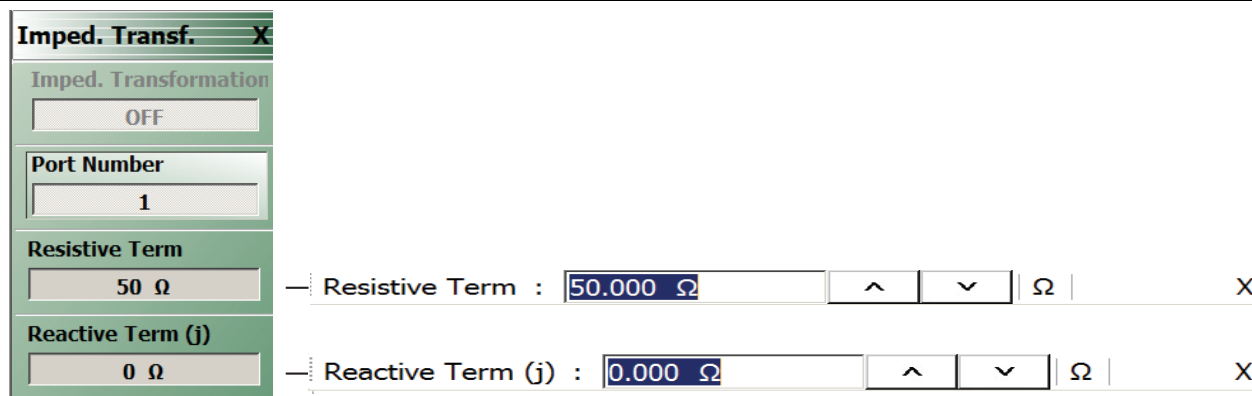 Imped. Transf. X
Imped. Transformation
OFF
Port Number
1
Resistive Term
50 Ω
Resistive Term : 50.000 Ω Ω X
Reactive Term (j)
0 Ω
Reactive Term (j) : 0.000 Ω Ω X